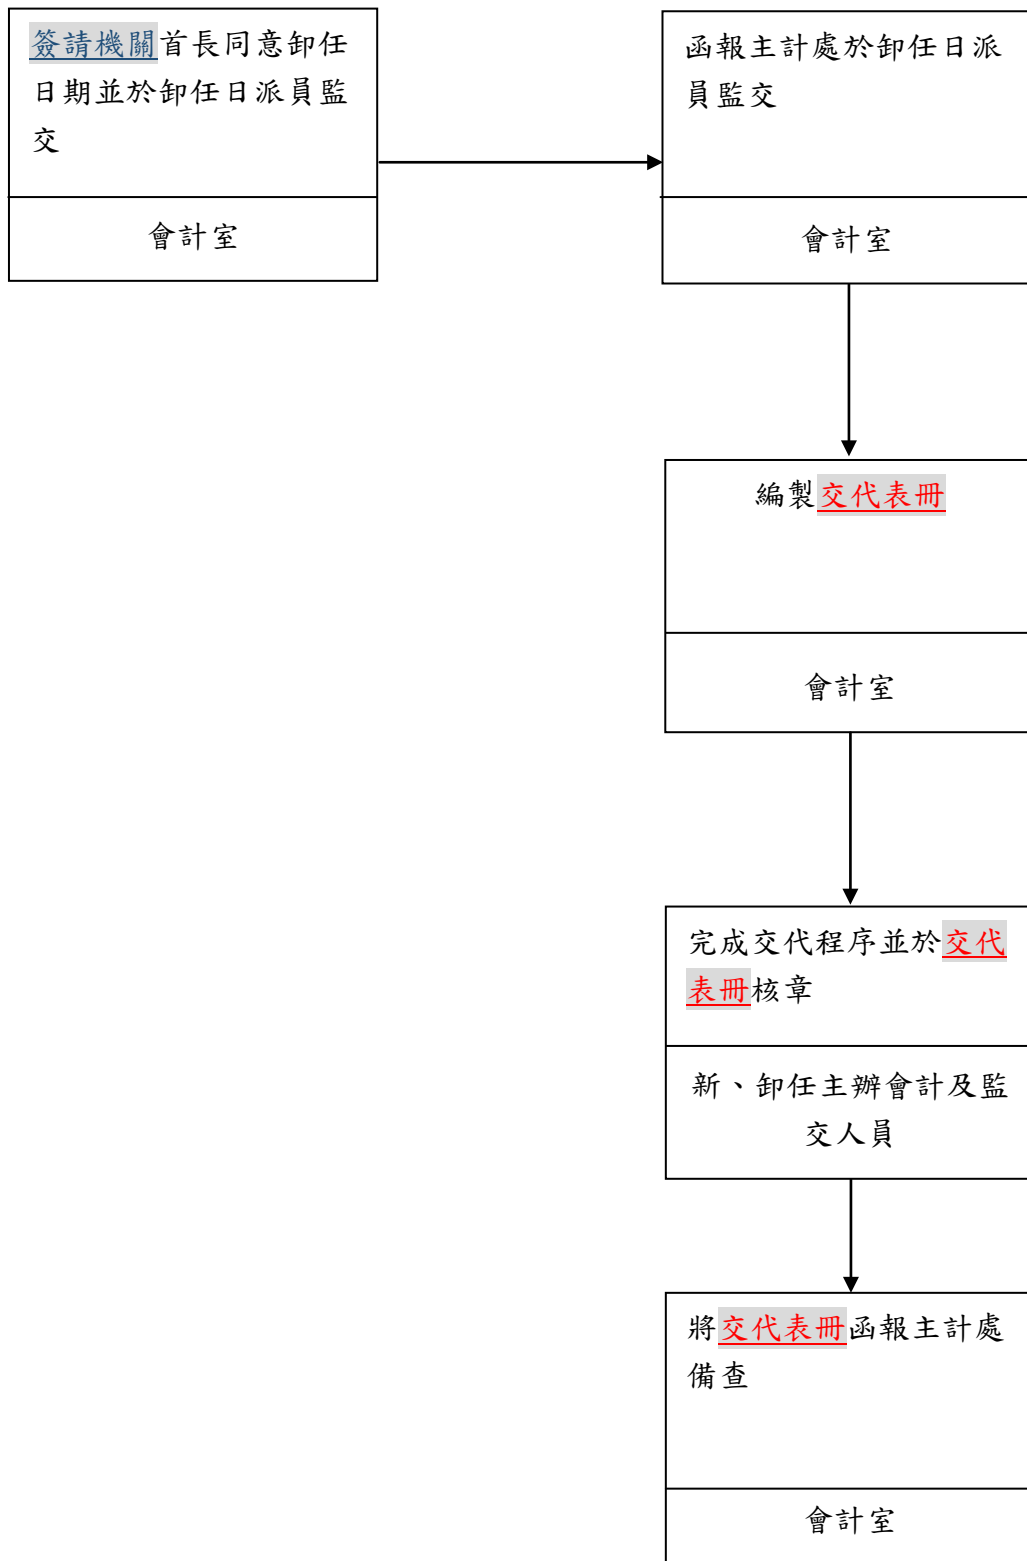 簽請機關首長同意卸任
日期並於卸任日派員監
交
會計室
函報主計處於卸任日派
員監交
會計室
編製交代表冊
會計室
完成交代程序並於交代
表冊核章
新、卸任主辦會計及監
交人員
將交代表冊函報主計處
備查
會計室